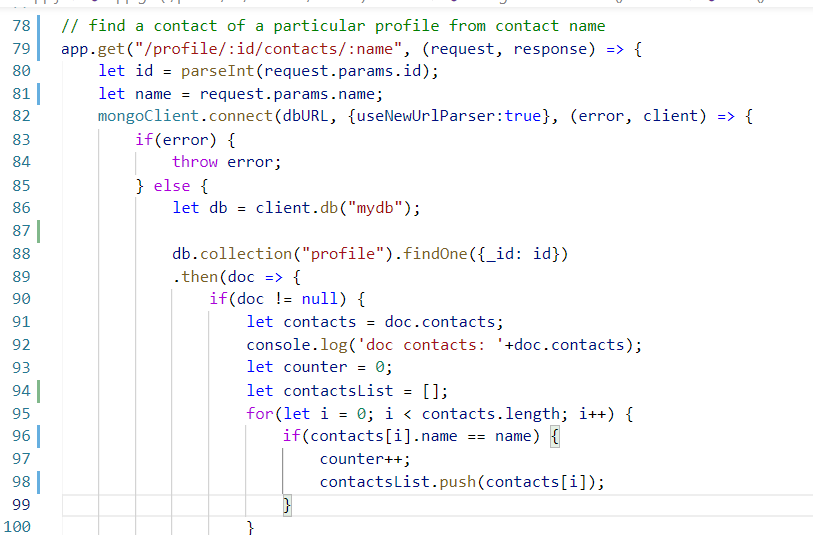 78 // find a contact of a particular profile from contact name
79 app.get("/profile/:id/contacts/:name", (request, response) => {
80 let id = parseInt(request.params.id);
81 let name = request.params.name;
82 mongoClient.connect(dbURL, {useNewUrlParser:true}, (error, client) => {
83 if(error) {
84 throw error;
85 } else {
86 let db = client.db("mydb");
87
88 db.collection("profile").findOne({_id: id})
89 .then(doc => {
90 if(doc != null) {
91 let contacts = doc.contacts;
92 console.log('doc contacts: '+doc.contacts);
93 let counter = 0;
94 let contactsList = [];
95 for(let i = 0; i < contacts.length; i++) {
96 if(contacts[i].name == name) {
97 counter++;
98 contactsList.push(contacts[i]);
99 }
100 }